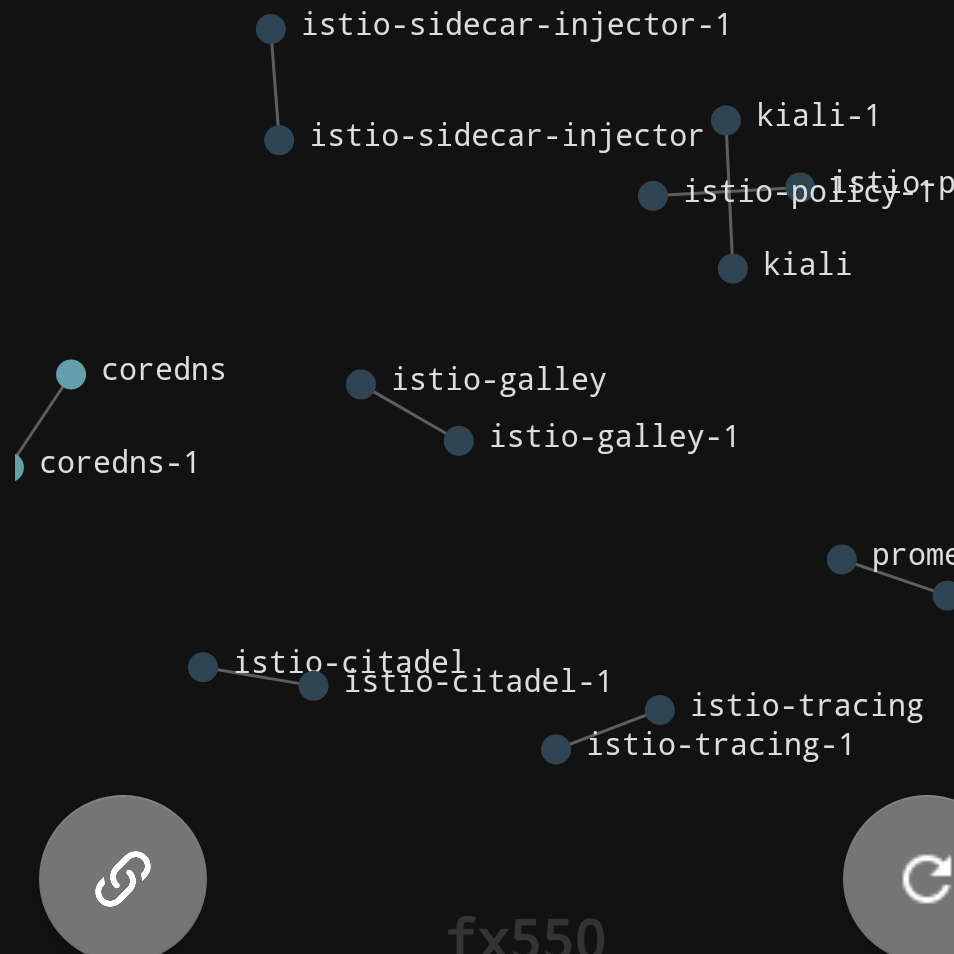 istio-sidecar-injector-1
istio-sidecar-injector
kiali-1
istio-p
istio-policy-1
kiali
coredns
istio-galley
istio-galley-1
coredns-1
prome
istio-citadel
istio-citadel-1
istio-tracing
istio-tracing-1
fx550